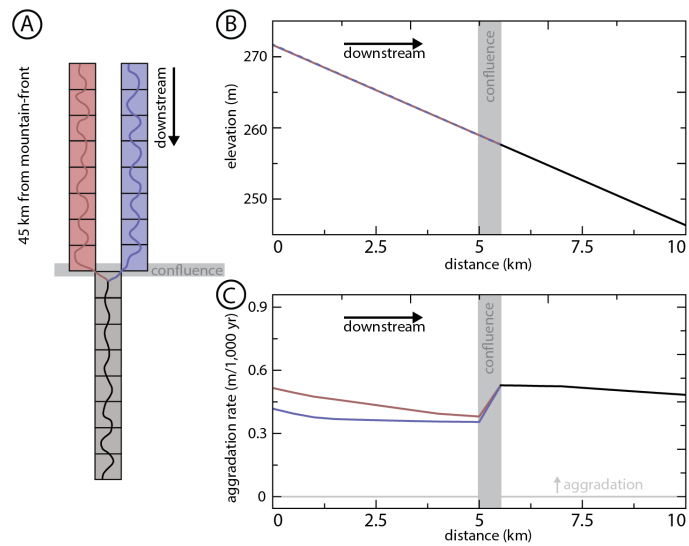 A
45 km from mountain-front
downstream
confluence
B
downstream
confluence
elevation (m)
270
260
250
0
2.5
5
7.5
10
distance (km)
C
downstream
confluence
aggradation rate (m/1,000 yr)
0.9
0.6
0.3
0
aggradation
0
2.5
5
7.5
10
distance (km)